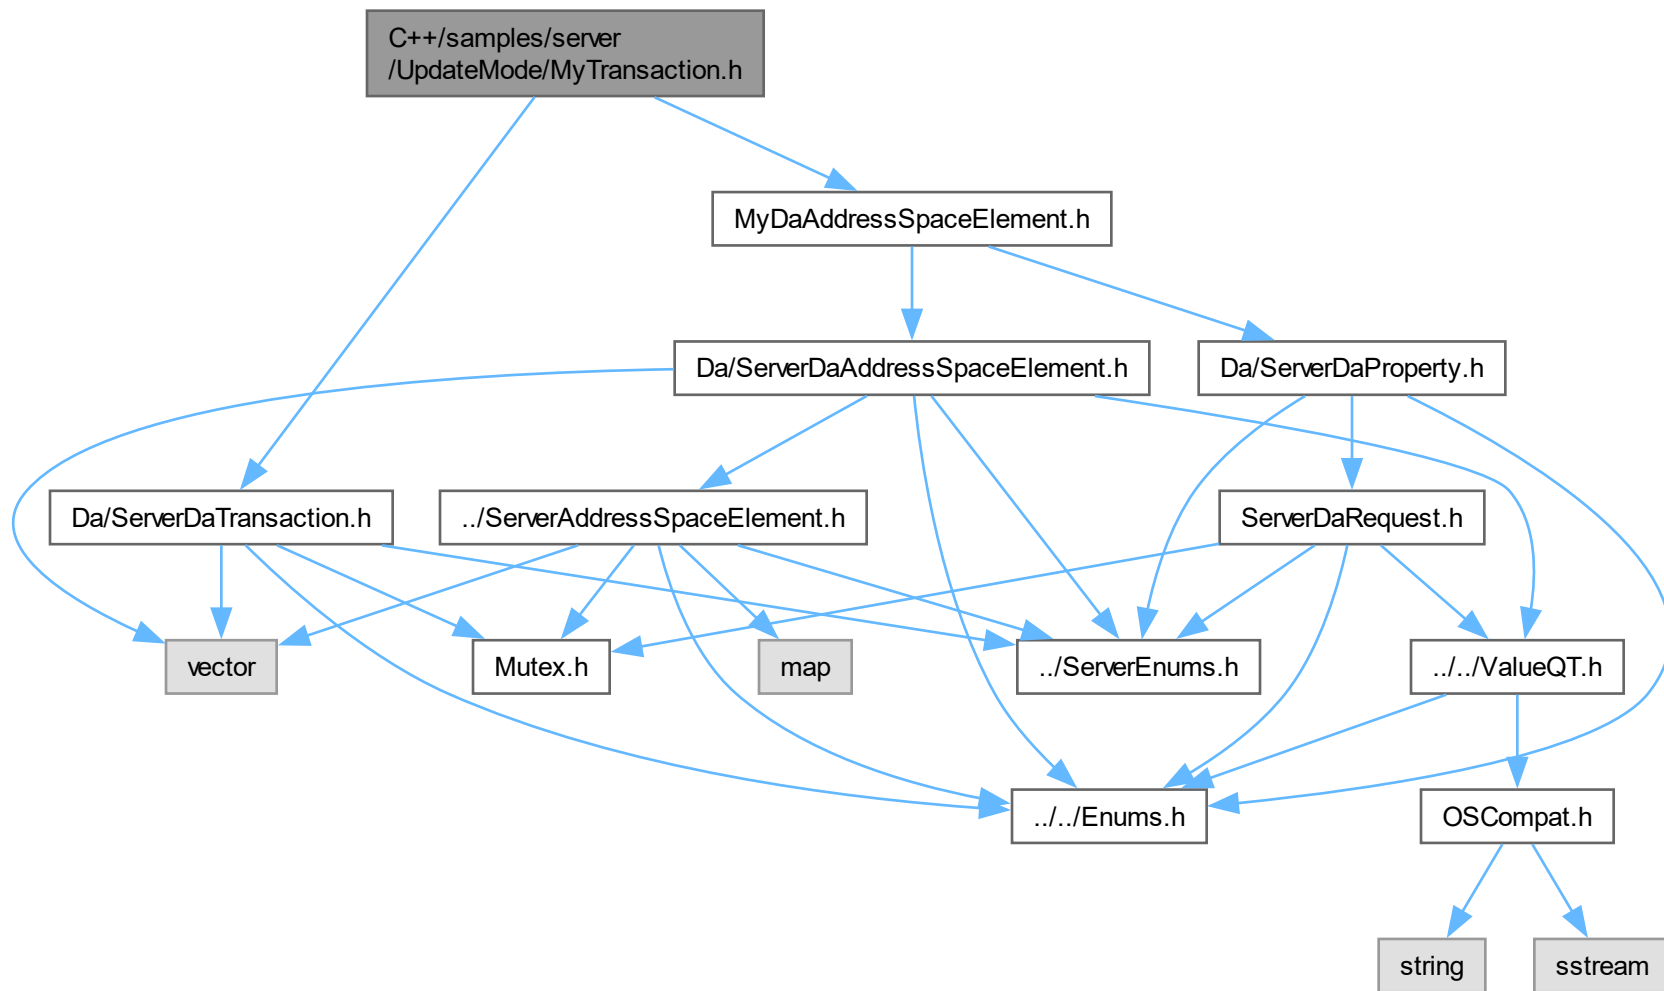 C++/samples/server
/UpdateMode/MyTransaction.h
MyDaAddressSpaceElement.h
Da/ServerDaAddressSpaceElement.h
Da/ServerDaProperty.h
Da/ServerDaTransaction.h
../ServerAddressSpaceElement.h
ServerDaRequest.h
vector
Mutex.h
map
../ServerEnums.h
../../ValueQT.h
../../Enums.h
OSCompat.h
string
sstream